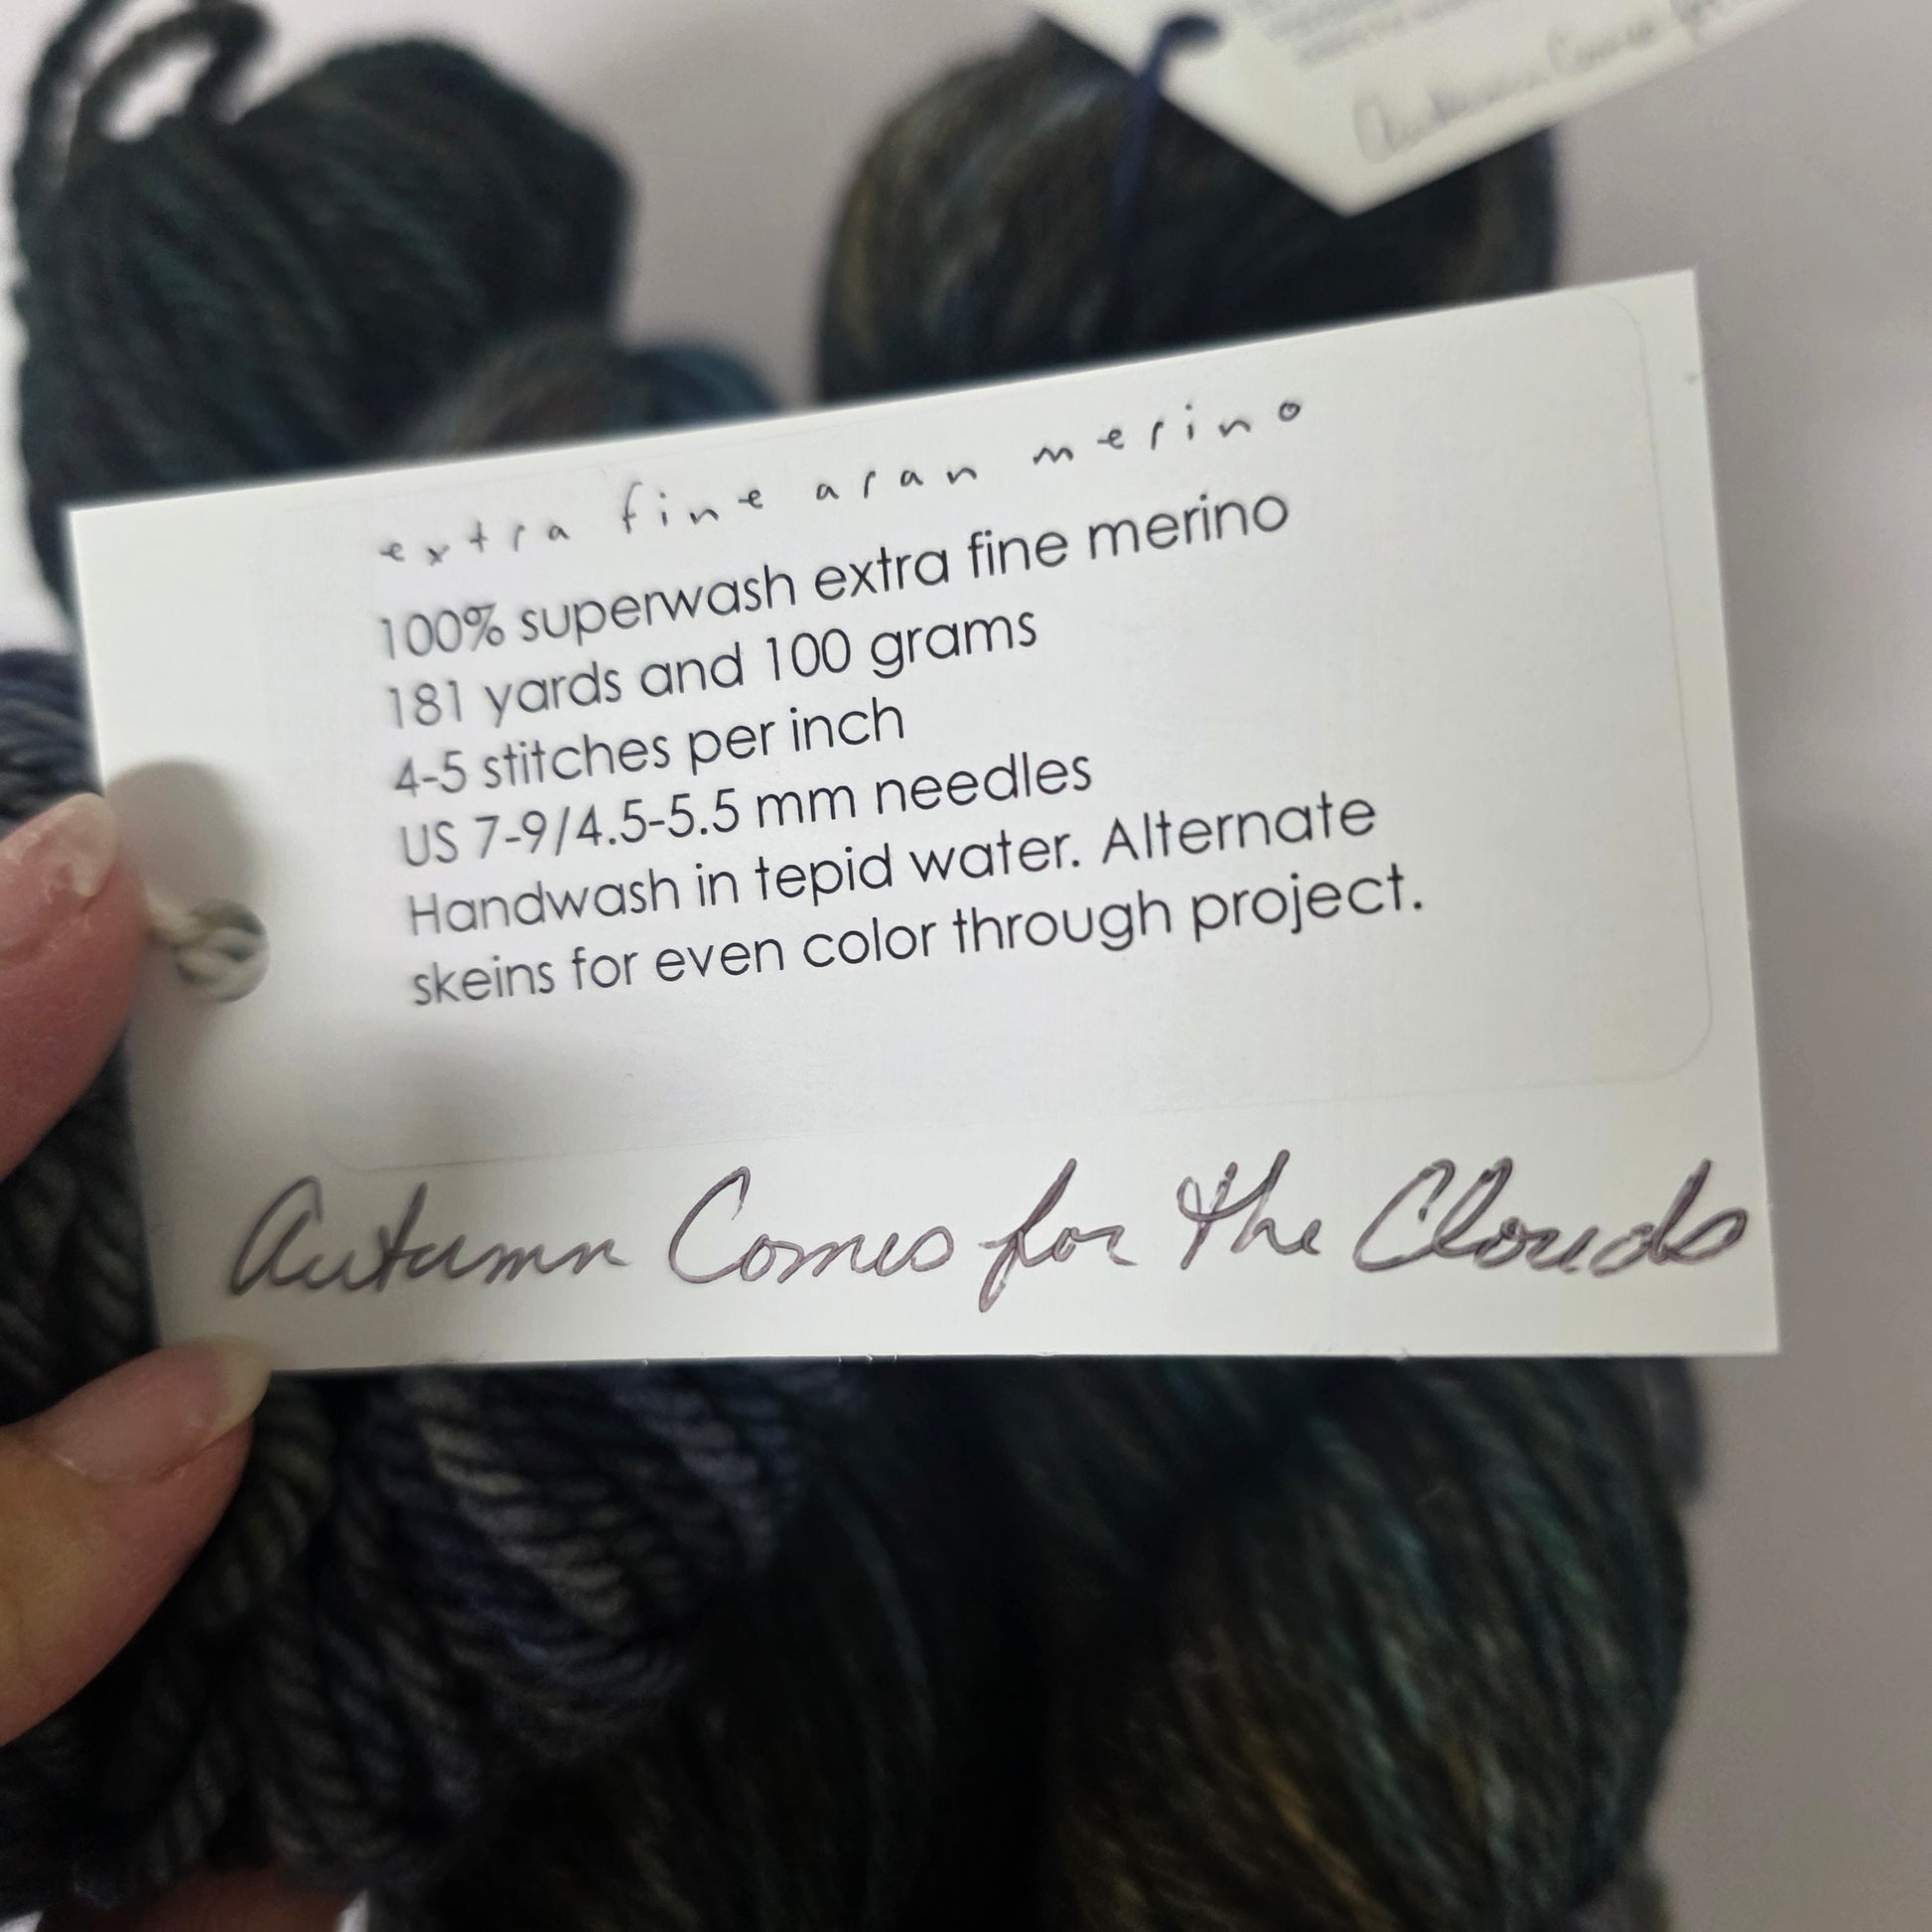 Autumn Comes
extra fine aran merino
100% superwash extra fine merino
181 yards and 100 grams
4-5 stitches per inch
US 7-9/4.5-5.5 mm needles
Handwash in tepid water. Alternate
skeins for even color through project.
Autumn Comes for the Clouds